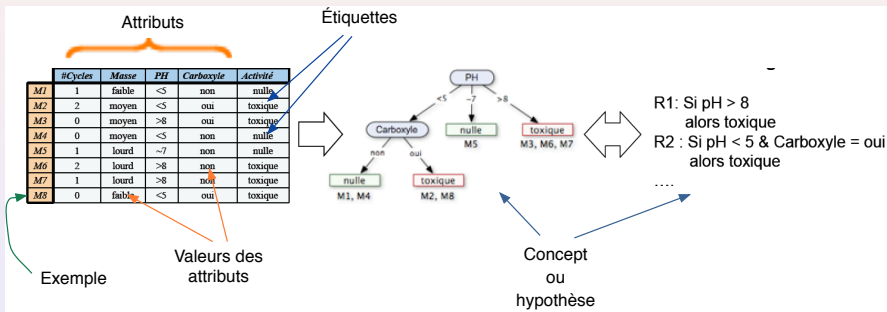 Attributs
Étiquettes
#Cycles Masse PH Carboxyle Activité
M1 1 faible <5 non nulle
M2 2 moyen <5 oui toxique
M3 0 moyen >8 oui toxique
M4 0 moyen <5 non nulle
M5 1 lourd ~7 non nulle
M6 2 lourd >8 non toxique
M7 1 lourd >8 non toxique
M8 0 faible <5 oui toxique
Exemple
Valeurs des
attributs
PH
<5 ~7 >8
Carboxyle nulle toxique
M5 M3, M6, M7
non oui
nulle toxique
M1, M4 M2, M8
Concept
ou
hypothèse
R1: Si pH > 8
alors toxique
R2 : Si pH < 5 & Carboxyle = oui
alors toxique
....